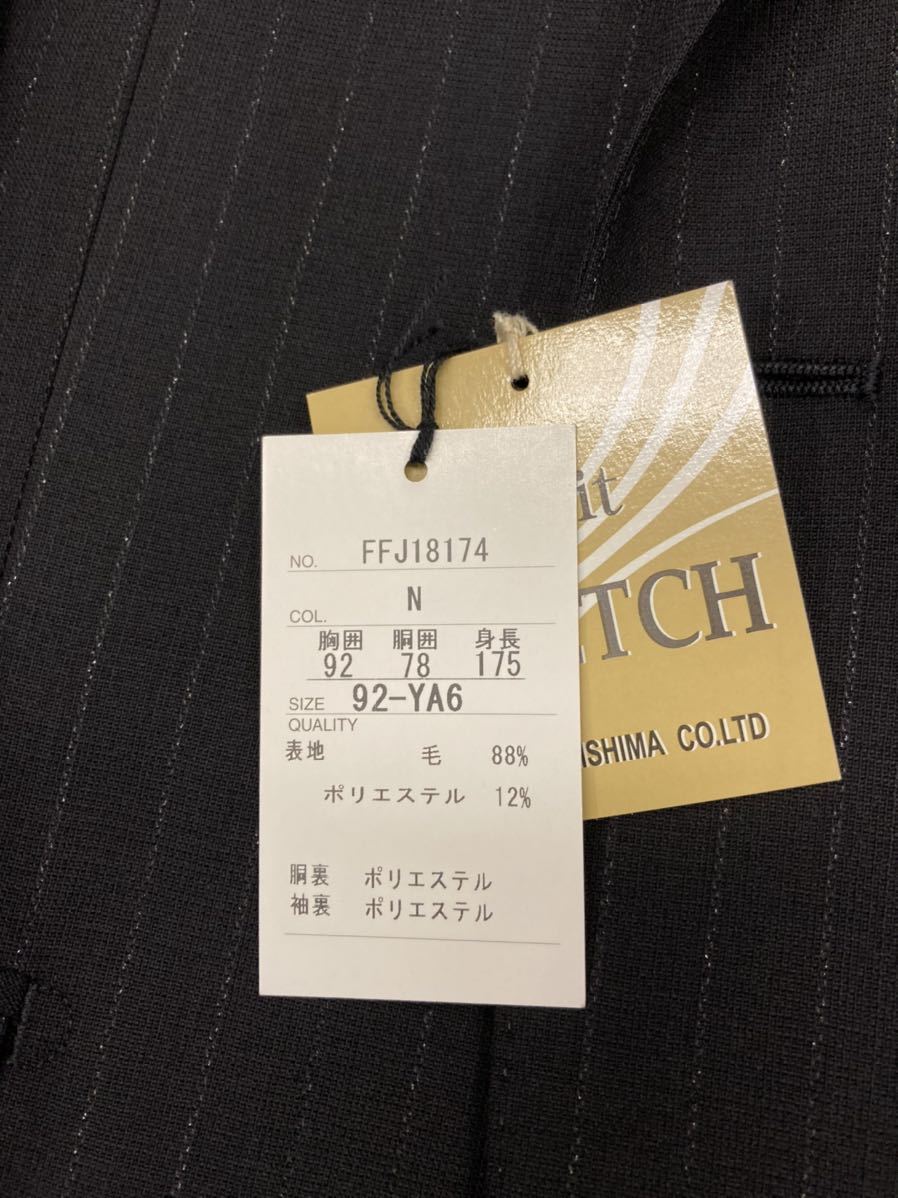 NO. FFJ18174
COL. N
胸囲 胴囲 身長
92 78 175
SIZE 92-YA6
QUALITY
表地 毛 88%
ポリエステル 12%
胴裏 ポリエステル
袖裏 ポリエステル
it
TCH
ISHIMA CO.LTD